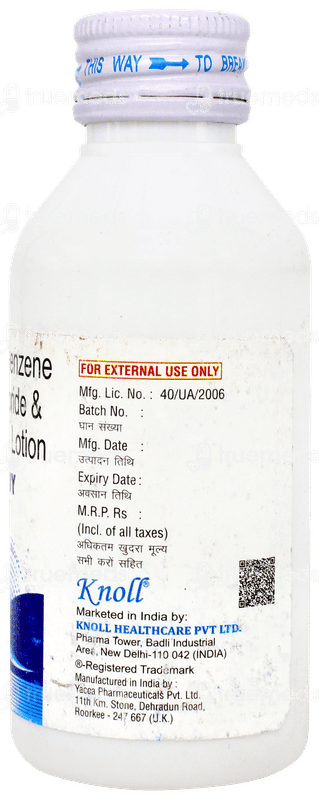 THIS WAY TO BREAK
enzene
ride &
Lotion
FOR EXTERNAL USE ONLY
Mfg. Lic. No. : 40/UA/2006
Batch No. :
घान संख्या
Mfg. Date :
उत्पादन तिथि
Expiry Date :
अवसान तिथि
M.R.P. Rs :
(Incl. of all taxes)
अधिकतम खुदरा मूल्य
सभी करों सहित
Knoll®
Marketed in India by:
KNOLL HEALTHCARE PVT LTD.
Pharma Tower, Badli Industrial
Area, New Delhi-110 042 (INDIA)
®-Registered Trademark
Manufactured in India by :
Yacca Pharmaceuticals Pvt. Ltd.
11th Km. Stone, Dehradun Road,
Roorkee - 247 667 (U.K.)